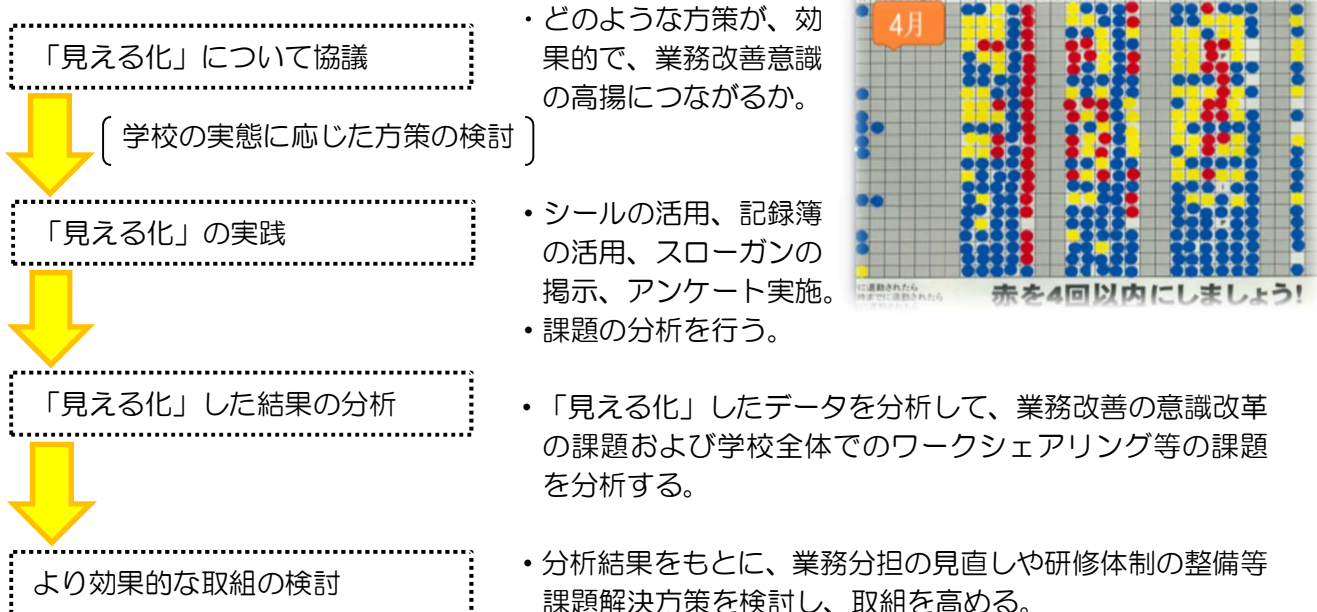 「見える化」について協議
・どのような方策が、効
果的で、業務改善意識
の高揚につながるか。
4月
学校の実態に応じた方策の検討
「見える化」の実践
・シールの活用、記録簿
の活用、スローガンの
掲示、アンケート実施。
・課題の分析を行う。
赤を4回以内にしましょう!
「見える化」した結果の分析
・「見える化」したデータを分析して、業務改善の意識改革
の課題および学校全体でのワークシェアリング等の課題
を分析する。
より効果的な取組の検討
・分析結果をもとに、業務分担の見直しや研修体制の整備等
課題解決方策を検討し、取組を高める。